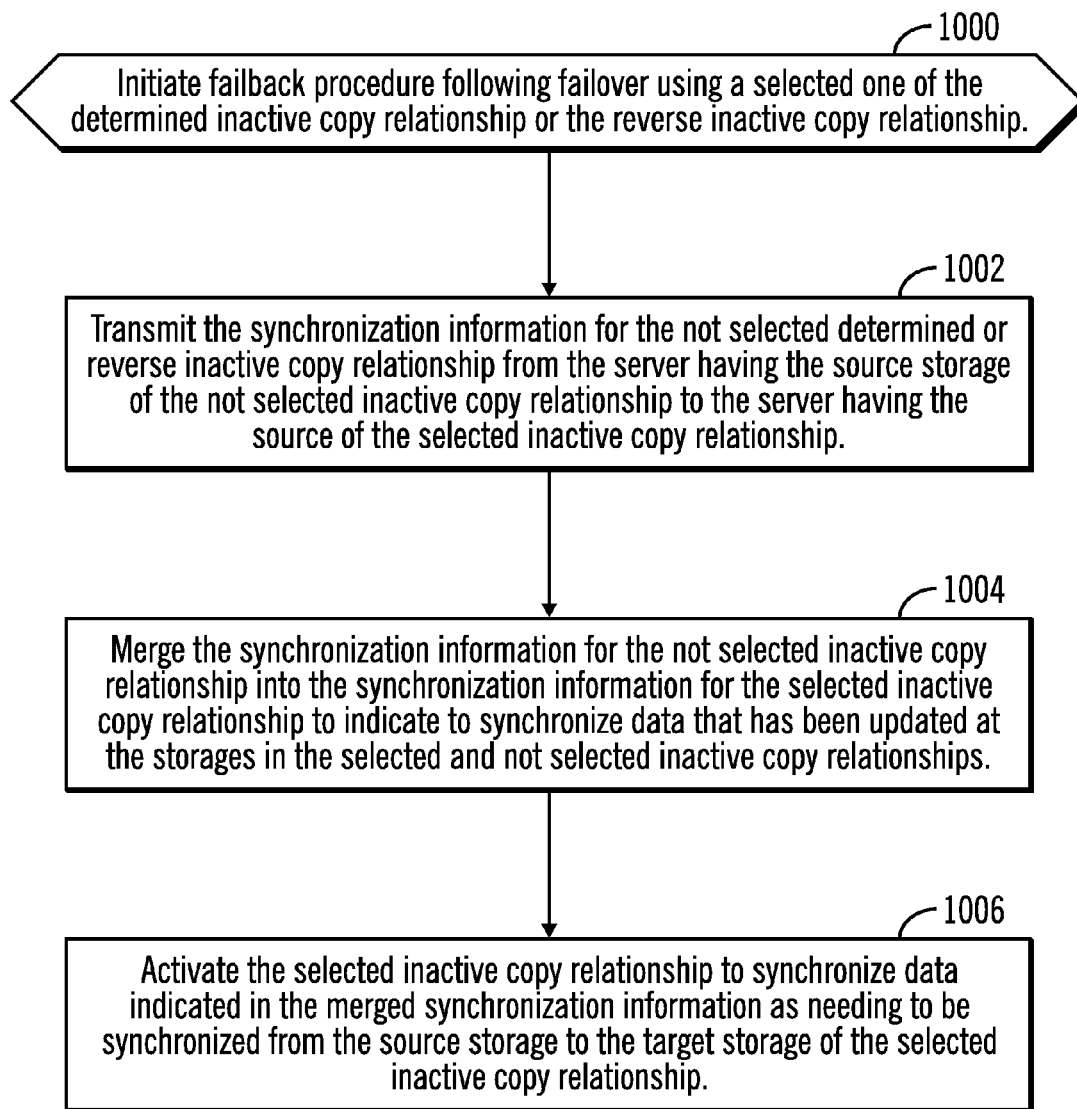 1000
Initiate failback procedure following failover using a selected one of the
determined inactive copy relationship or the reverse inactive copy relationship.
1002
Transmit the synchronization information for the not selected determined or
reverse inactive copy relationship from the server having the source storage
of the not selected inactive copy relationship to the server having the
source of the selected inactive copy relationship.
1004
Merge the synchronization information for the not selected inactive copy
relationship into the synchronization information for the selected inactive
copy relationship to indicate to synchronize data that has been updated at
the storages in the selected and not selected inactive copy relationships.
1006
Activate the selected inactive copy relationship to synchronize data
indicated in the merged synchronization information as needing to be
synchronized from the source storage to the target storage of the selected
inactive copy relationship.